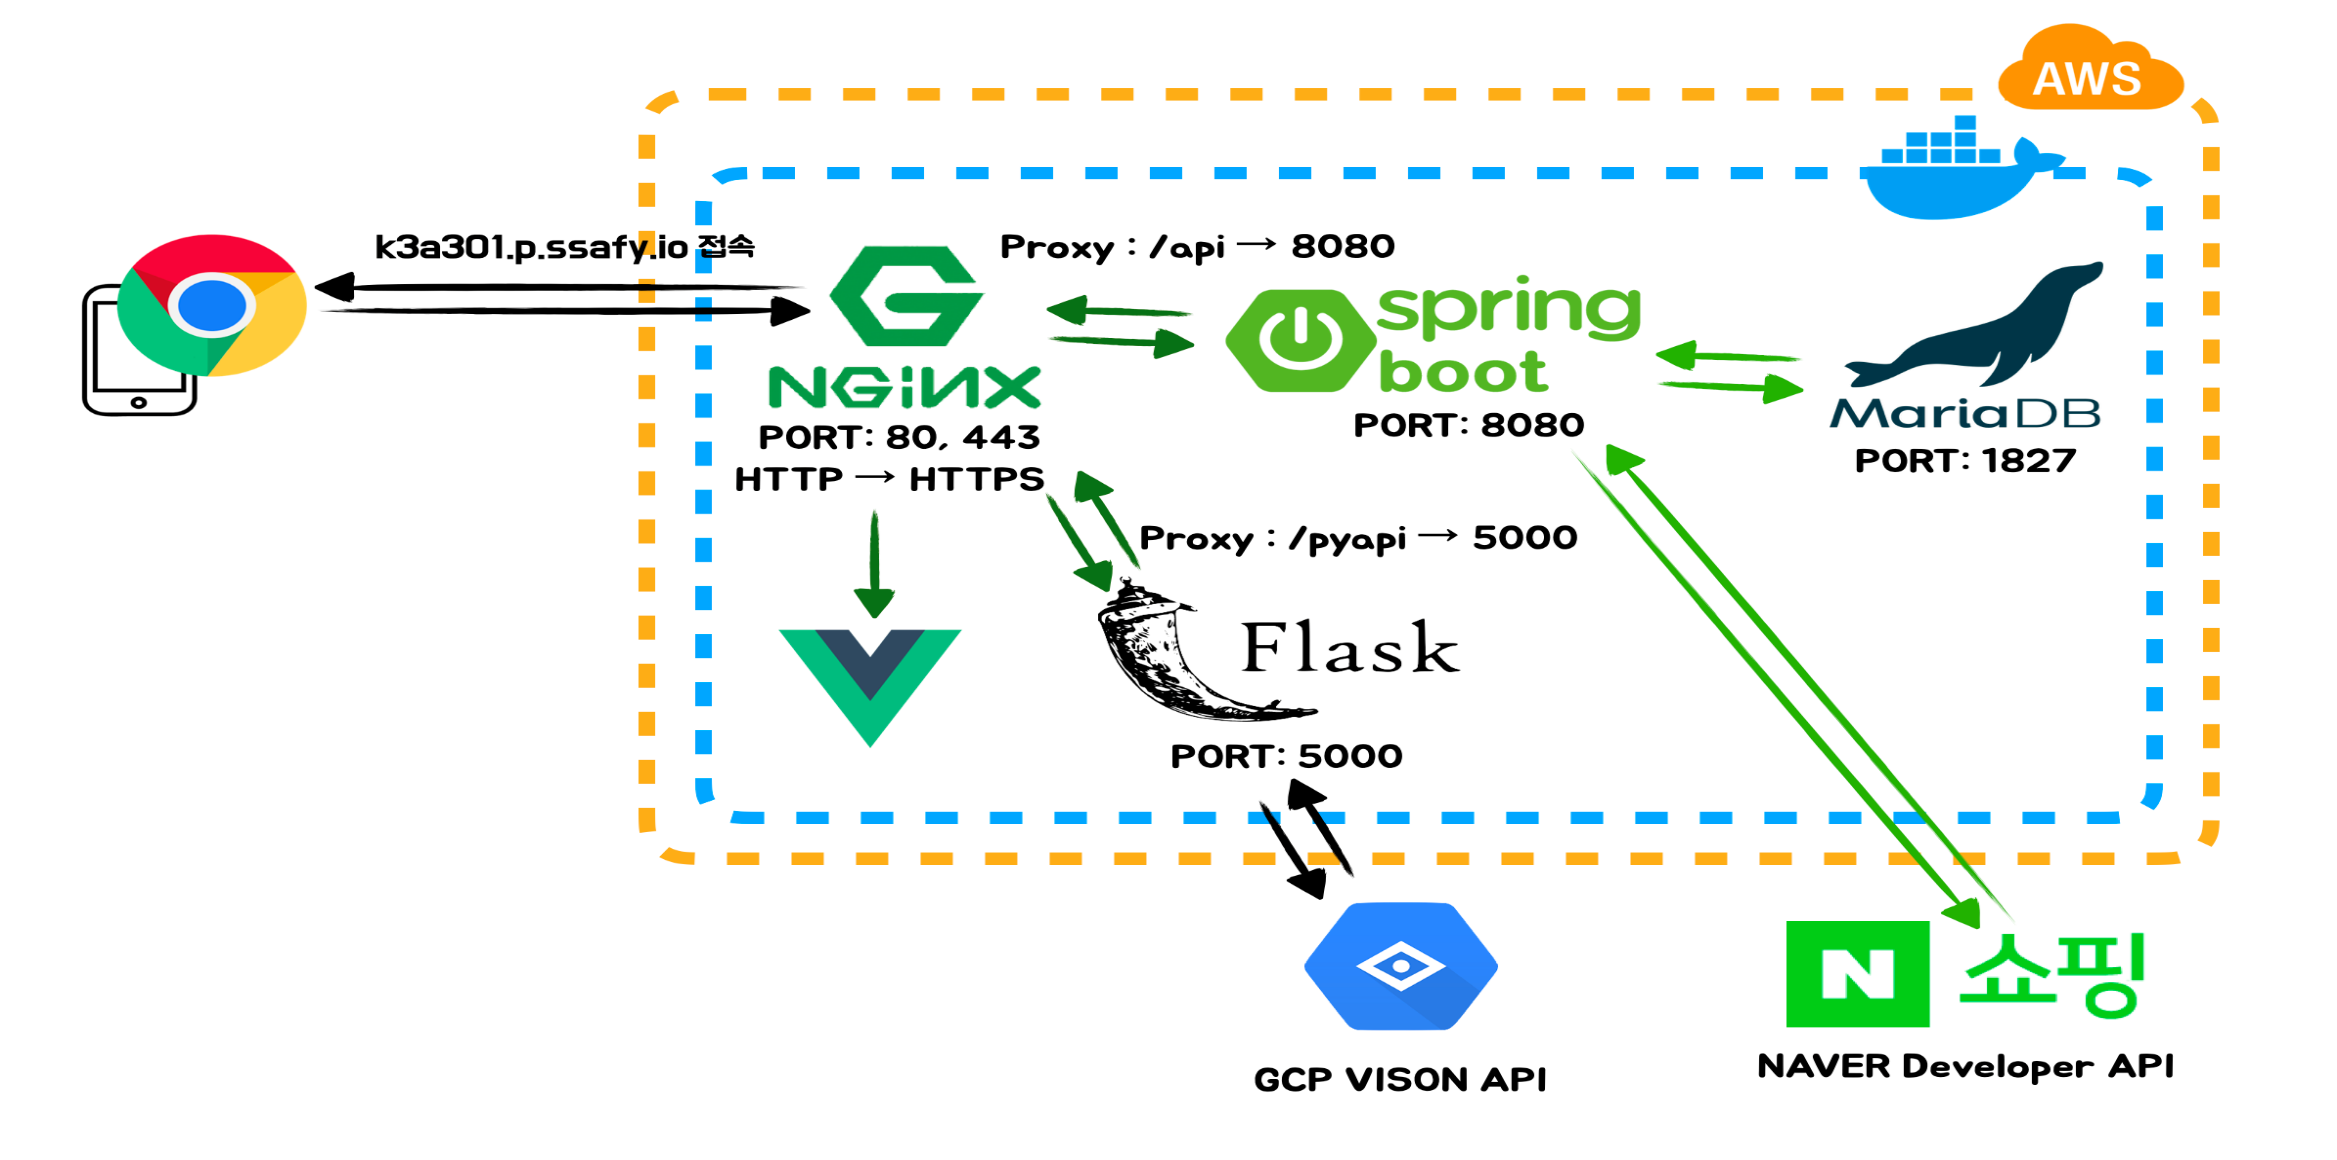 AWS
k3a301.p.ssafy.io 접속
Proxy : /api → 8080
NGiNX
PORT: 80, 443
HTTP → HTTPS
spring
boot
PORT: 8080
MariaDB
PORT: 1827
Proxy : /pyapi → 5000
Flask
PORT: 5000
GCP VISON API
N 쇼핑
NAVER Developer API